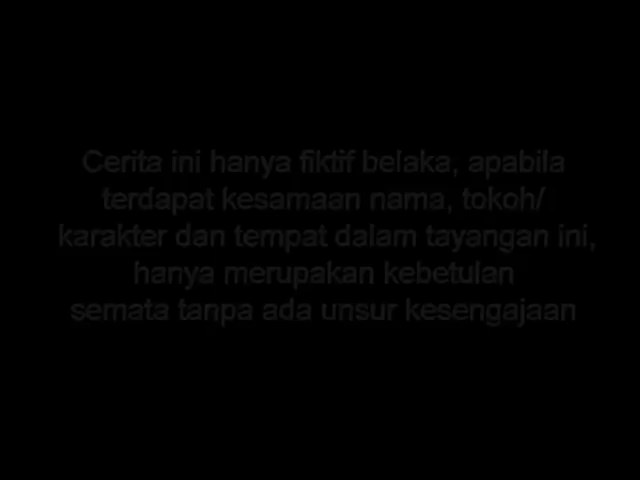 Cerita ini hanya fiktif belaka, apabila
terdapat kesamaan nama, tokoh/
karakter dan tempat dalam tayangan ini,
hanya merupakan kebetulan
semata tanpa ada unsur kesengajaan